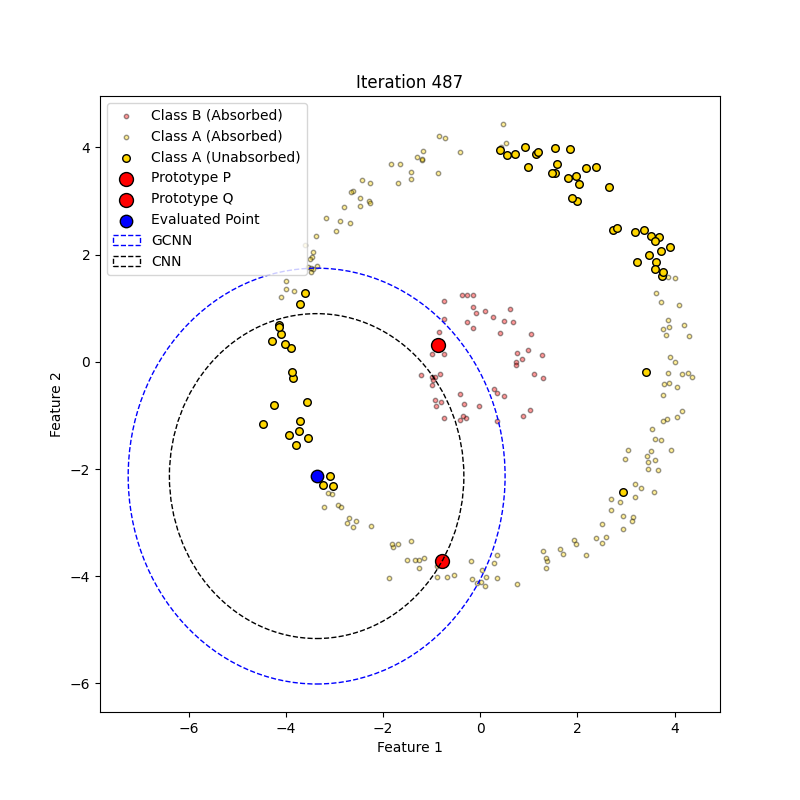 Iteration 487
Class B (Absorbed)
Class A (Absorbed)
Class A (Unabsorbed)
Prototype P
Prototype Q
Evaluated Point
GCNN
CNN
4
2
0
−2
−4
−6
Feature 2
−6 −4 −2 0 2 4
Feature 1